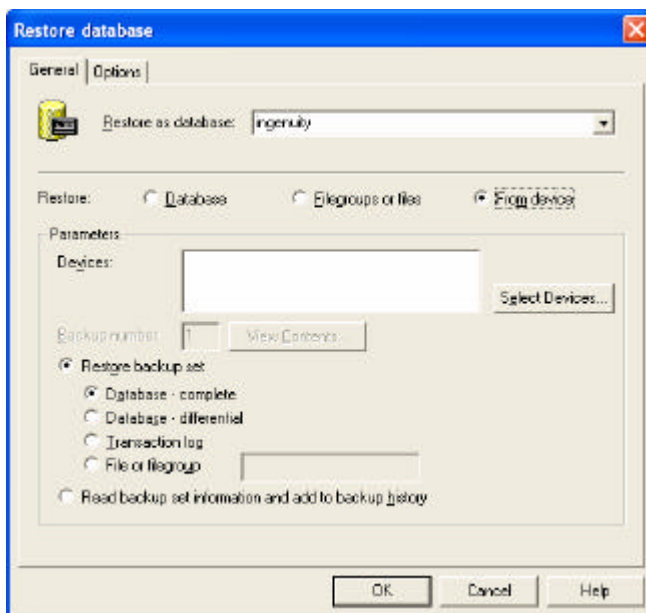 Restore database
General Options
Restore as database: ingenuity
Restore: Database Filegroups or files From device
Parameters
Devices:
Select Devices...
Backup number: 1 View Contents...
Restore backup set
Database - complete
Database - differential
Transaction log
File or filegroup
Read backup set information and add to backup history
OK Cancel Help